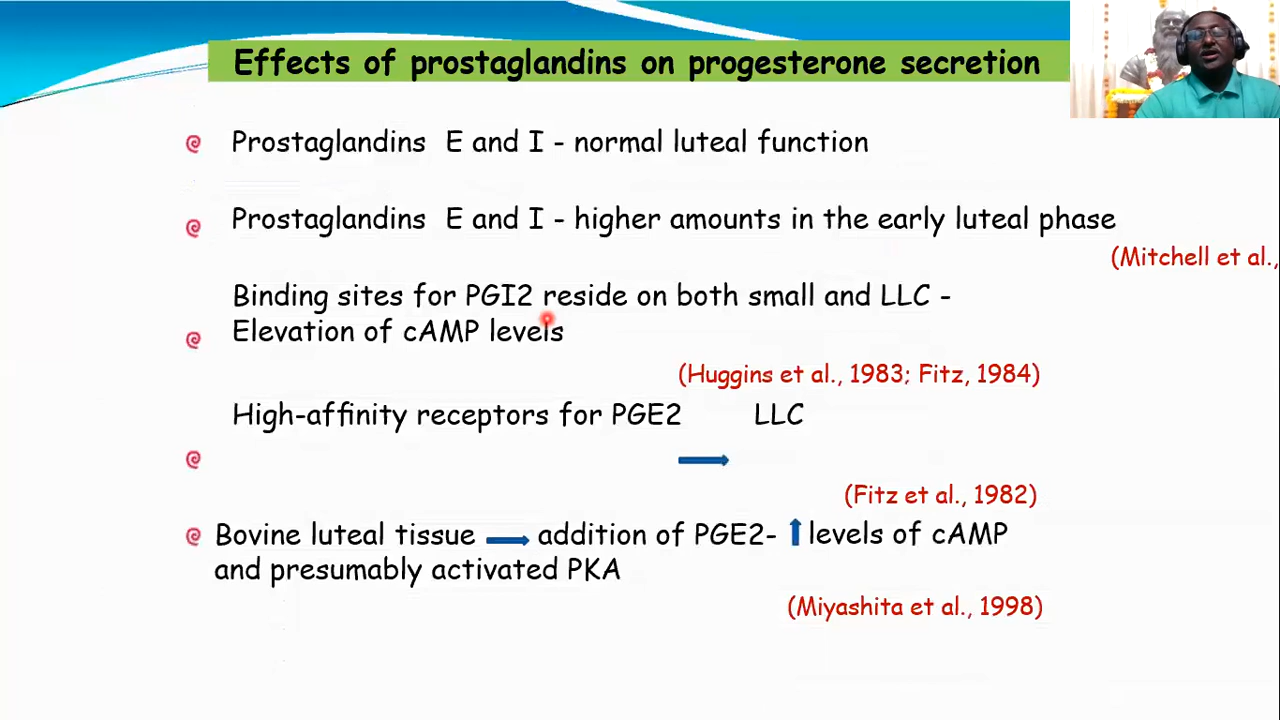 Effects of prostaglandins on progesterone secretion
Prostaglandins E and I - normal luteal function
Prostaglandins E and I - higher amounts in the early luteal phase
(Mitchell et al.,
Binding sites for PGI2 reside on both small and LLC -
Elevation of cAMP levels
(Huggins et al., 1983; Fitz, 1984)
High-affinity receptors for PGE2 LLC
(Fitz et al., 1982)
Bovine luteal tissue addition of PGE2- levels of cAMP
and presumably activated PKA
(Miyashita et al., 1998)